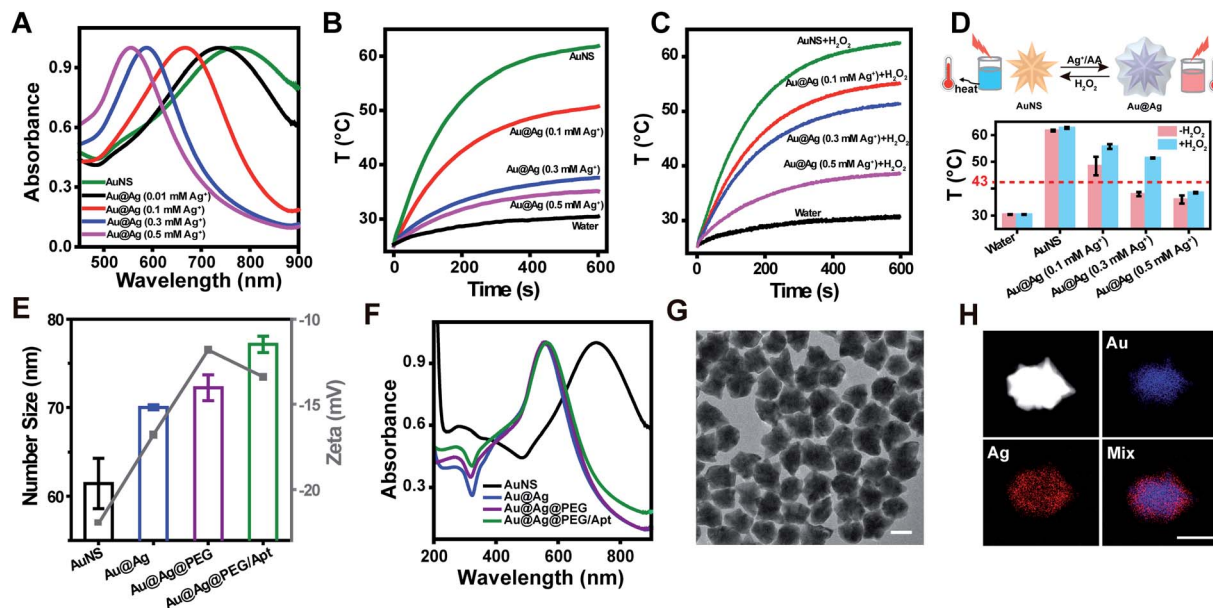 A
Absorbance
1.0
0.8
0.6
0.4
0.2
0.0
AuNS
Au@Ag (0.01 mM Ag⁺)
Au@Ag (0.1 mM Ag⁺)
Au@Ag (0.3 mM Ag⁺)
Au@Ag (0.5 mM Ag⁺)
500 600 700 800 900
Wavelength (nm)
B
T (°C)
60
50
40
30
AuNS
Au@Ag (0.1 mM Ag⁺)
Au@Ag (0.3 mM Ag⁺)
Au@Ag (0.5 mM Ag⁺)
Water
0 200 400 600
Time (s)
C
T (°C)
60
50
40
30
AuNS+H₂O₂
Au@Ag (0.1 mM Ag⁺)+H₂O₂
Au@Ag (0.3 mM Ag⁺)+H₂O₂
Au@Ag (0.5 mM Ag⁺)+H₂O₂
Water
0 200 400 600
Time (s)
D
heat
AuNS
Ag⁺/AA
H₂O₂
Au@Ag
T (°C)
60
50
43
40
30
-H₂O₂
+H₂O₂
Water
AuNS
Au@Ag (0.1 mM Ag⁺)
Au@Ag (0.3 mM Ag⁺)
Au@Ag (0.5 mM Ag⁺)
E
Number Size (nm)
80
70
60
-10
-15
-20
Zeta (mV)
AuNS
Au@Ag
Au@Ag@PEG
Au@Ag@PEG/Apt
F
Absorbance
0.9
0.6
0.3
AuNS
Au@Ag
Au@Ag@PEG
Au@Ag@PEG/Apt
200 400 600 800
Wavelength (nm)
G
H
Au
Ag
Mix